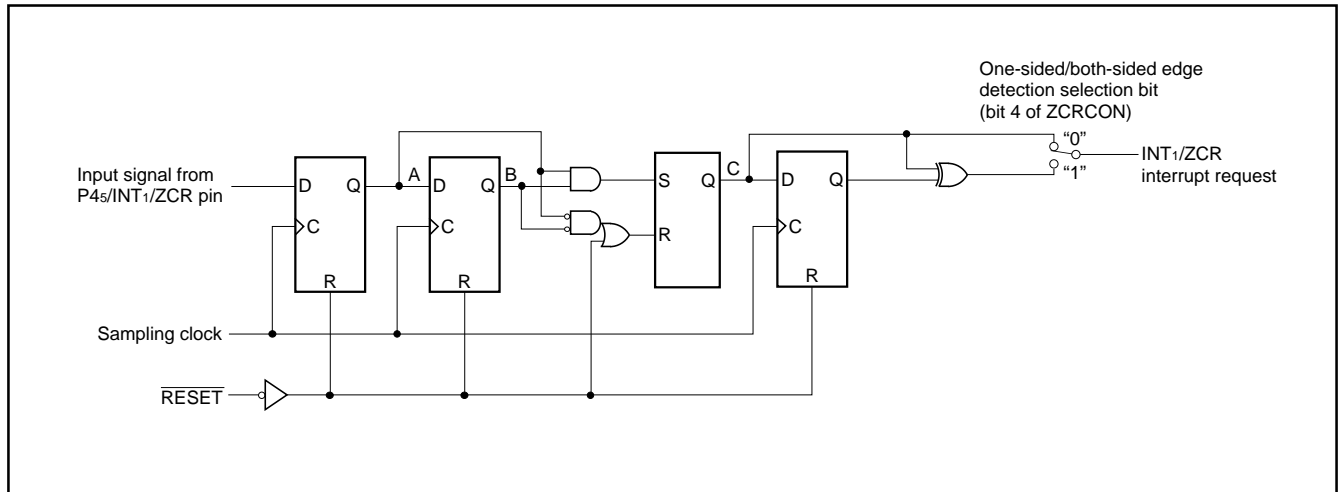 One-sided/both-sided edge
detection selection bit
(bit 4 of ZCRCON)
"0"
"1"
INT1/ZCR
interrupt request
Input signal from
P45/INT1/ZCR pin
D Q A D Q B S Q C D Q
C C R C
R R R
Sampling clock
RESET